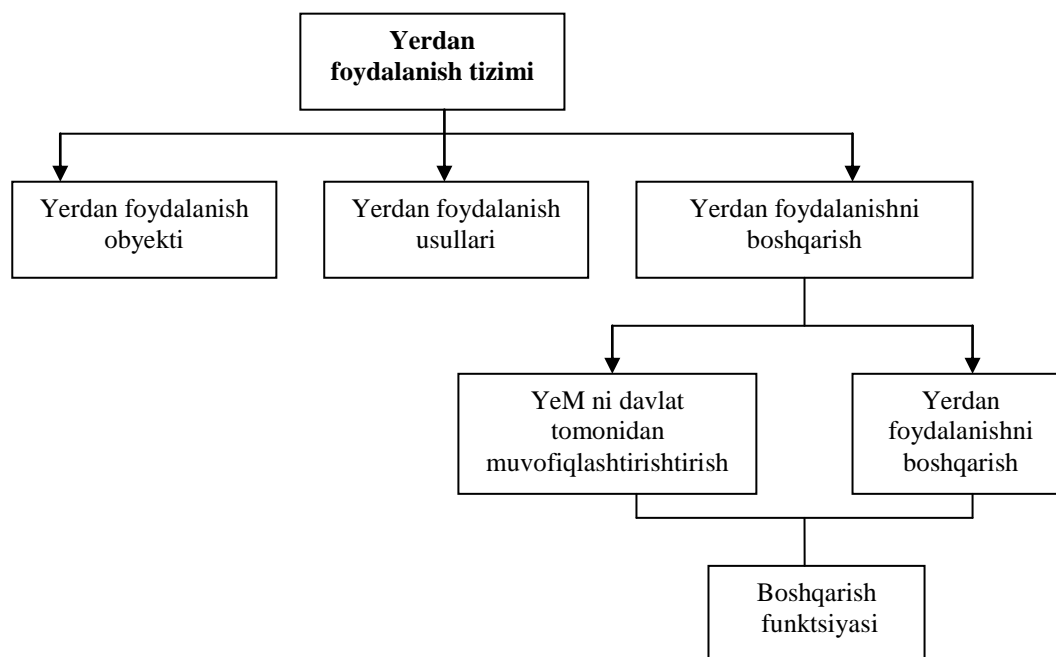 Yerdan
foydalanish tizimi
Yerdan foydalanish
obyekti
Yerdan foydalanish
usullari
Yerdan foydalanishni
boshqarish
YeM ni davlat
tomonidan
muvofiqlashtirishtirish
Yerdan
foydalanishni
boshqarish
Boshqarish
funktsiyasi